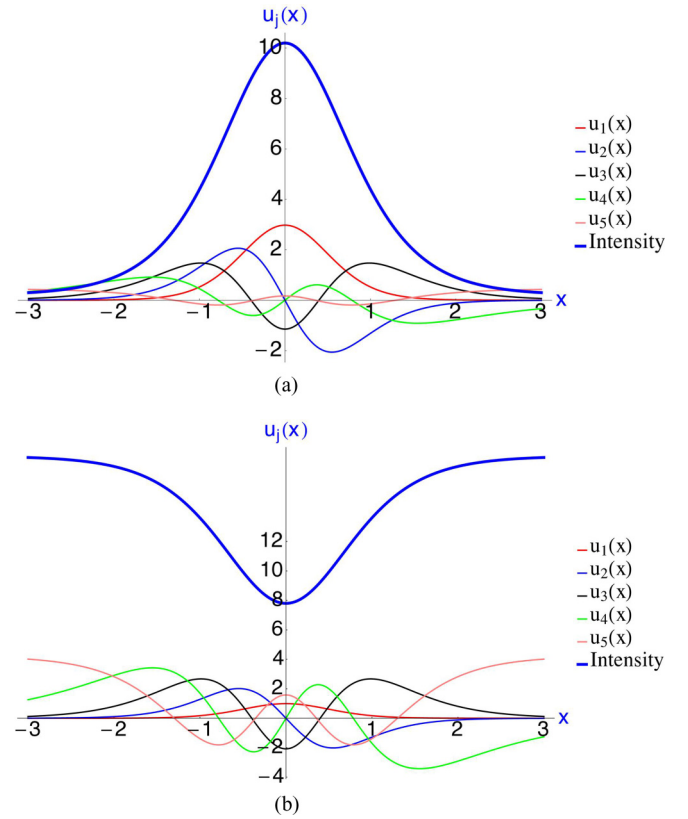 uⱼ(x)
10
8
6
4
2
-3 -2 -1 1 2 3 x
-2
u₁(x)
u₂(x)
u₃(x)
u₄(x)
u₅(x)
Intensity
(a)
uⱼ(x)
12
10
8
6
4
2
-3 -2 -1 1 2 3 x
-2
-4
u₁(x)
u₂(x)
u₃(x)
u₄(x)
u₅(x)
Intensity
(b)